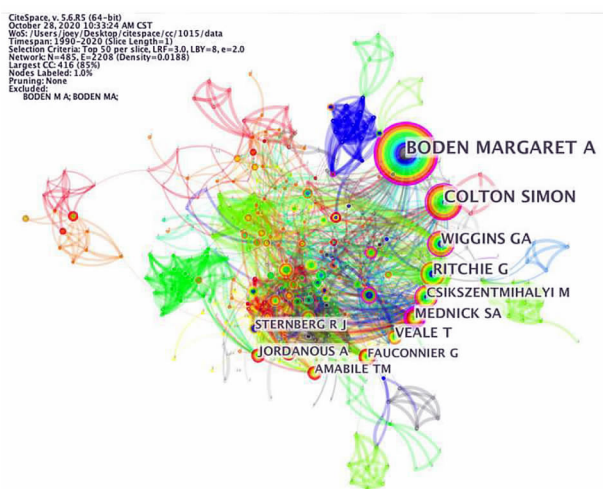 CiteSpace, v. 5.6.R5 (64-bit)
October 28, 2020 10:33:24 AM CST
WoS: /Users/joey/Desktop/citespace/cc/1015/data
Timespan: 1990-2020 (Slice Length=1)
Selection Criteria: Top 50 per slice, LRF=3.0, LBY=8, e=2.0
Network: N=485, E=2208 (Density=0.0188)
Largest CC: 416 (85%)
Nodes Labeled: 1.0%
Pruning: None
Excluded:
BODEN M A; BODEN MA;
BODEN MARGARET A
COLTON SIMON
WIGGINS GA
RITCHIE G
CSIKSZENTMIHALYI M
MEDNICK SA
STERNBERG R J
VEALE T
JORDANOUS A
FAUCONNIER G
AMABILE TM